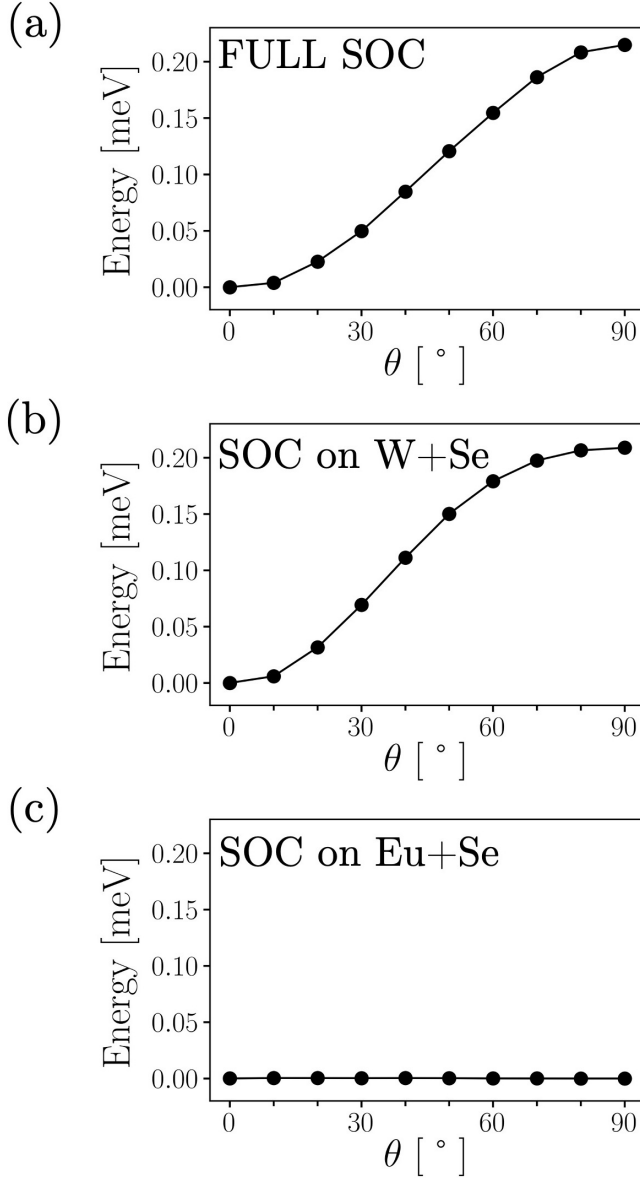 (a)
FULL SOC
Energy [meV]
0.20
0.15
0.10
0.05
0.00
0 30 60 90
θ [ ° ]
(b)
SOC on W+Se
Energy [meV]
0.20
0.15
0.10
0.05
0.00
0 30 60 90
θ [ ° ]
(c)
SOC on Eu+Se
Energy [meV]
0.20
0.15
0.10
0.05
0.00
0 30 60 90
θ [ ° ]